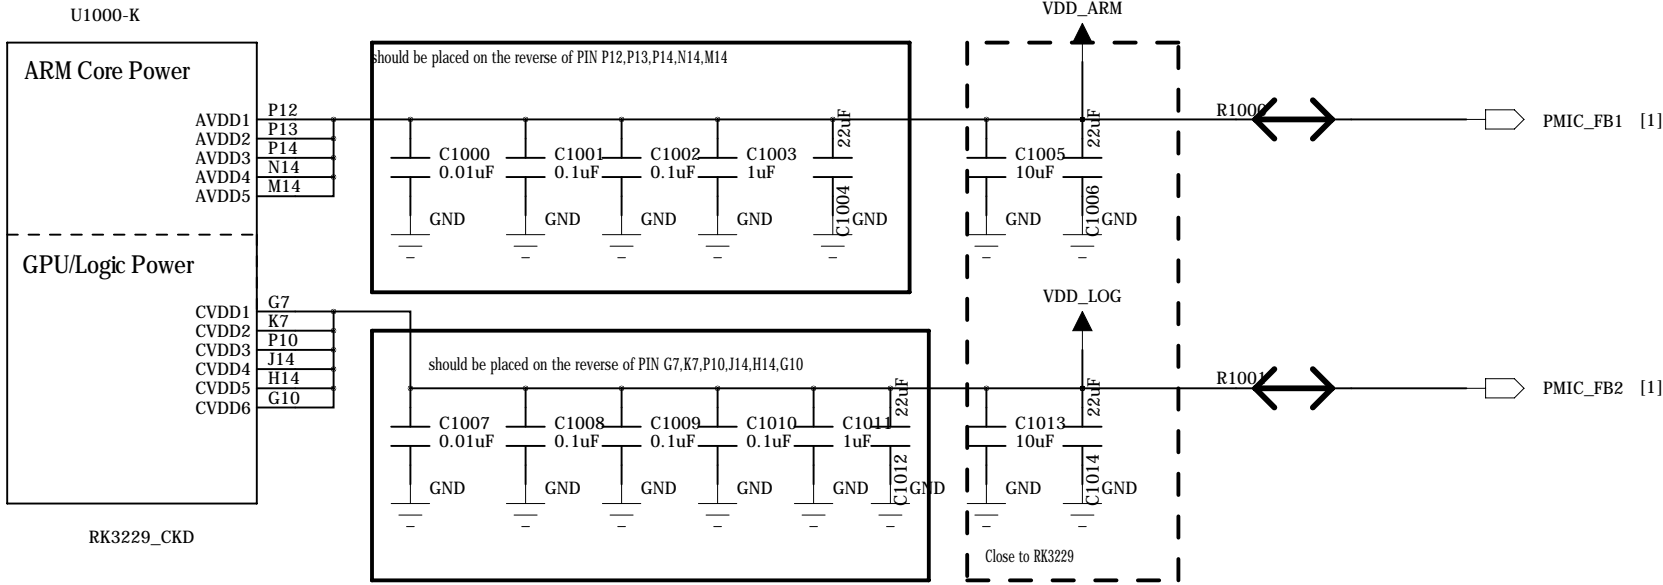 U1000-K
VDD_ARM
should be placed on the reverse of PIN P12,P13,P14,N14,M14
ARM Core Power
AVDD1 P12
AVDD2 P13
AVDD3 P14
AVDD4 N14
AVDD5 M14
22uF
22uF
R1000
PMIC_FB1 [1]
C1000
0.01uF
C1001
0.1uF
C1002
0.1uF
C1003
1uF
C1004
C1005
10uF
C1006
GND
GND
GND
GND
GND
GND
GND
GPU/Logic Power
VDD_LOG
CVDD1 G7
CVDD2 K7
CVDD3 P10
CVDD4 J14
CVDD5 H14
CVDD6 G10
should be placed on the reverse of PIN G7,K7,P10,J14,H14,G10
22uF
22uF
R1001
PMIC_FB2 [1]
C1007
0.01uF
C1008
0.1uF
C1009
0.1uF
C1010
0.1uF
C1011
1uF
C1012
C1013
10uF
C1014
GND
GND
GND
GND
GND
GND
GND
GND
RK3229_CKD
Close to RK3229